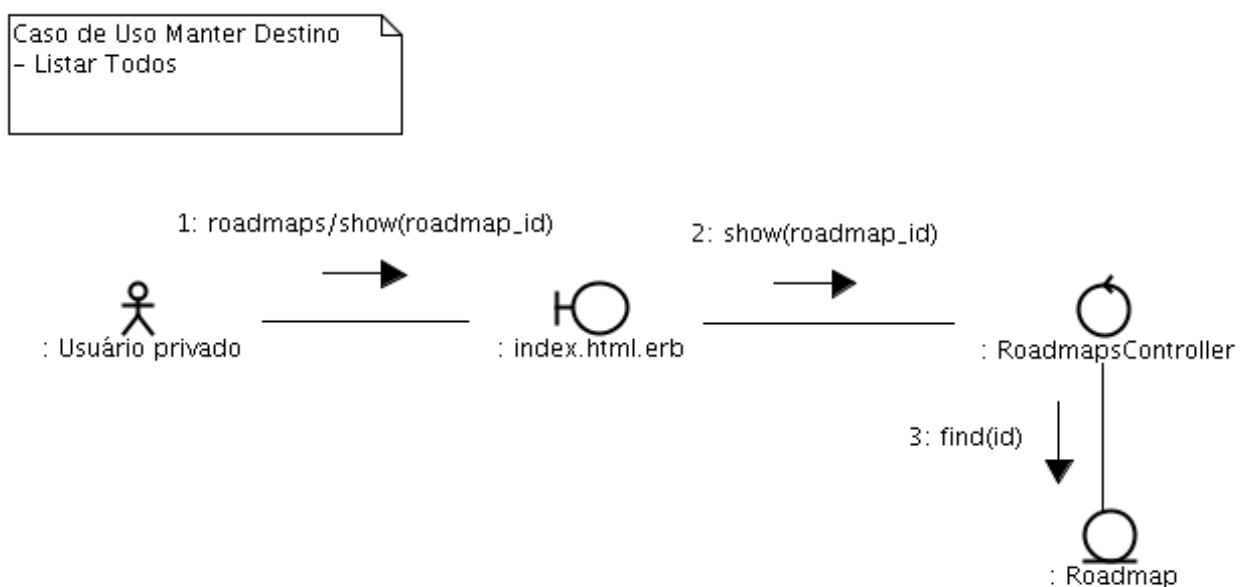 Caso de Uso Manter Destino
– Listar Todos
1: roadmaps/show(roadmap_id)
2: show(roadmap_id)
: Usuário privado
: index.html.erb
: RoadmapsController
3: find(id)
: Roadmap